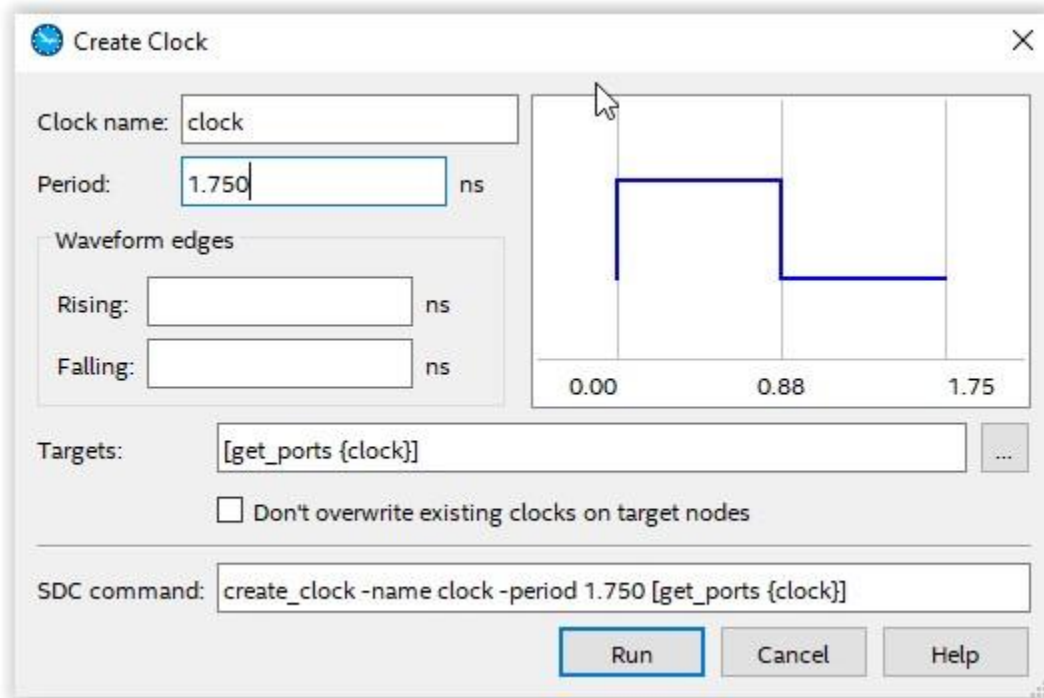 Create Clock
Clock name: clock
Period: 1.750 ns
Waveform edges
Rising: ns
Falling: ns
0.00 0.88 1.75
Targets: [get_ports {clock}] ...
Don't overwrite existing clocks on target nodes
SDC command: create_clock -name clock -period 1.750 [get_ports {clock}]
Run Cancel Help